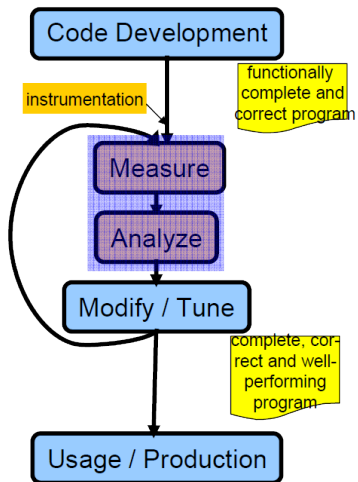 Code Development
functionally
complete and
correct program
instrumentation
Measure
Analyze
Modify / Tune
complete, cor-
rect and well-
performing
program
Usage / Production